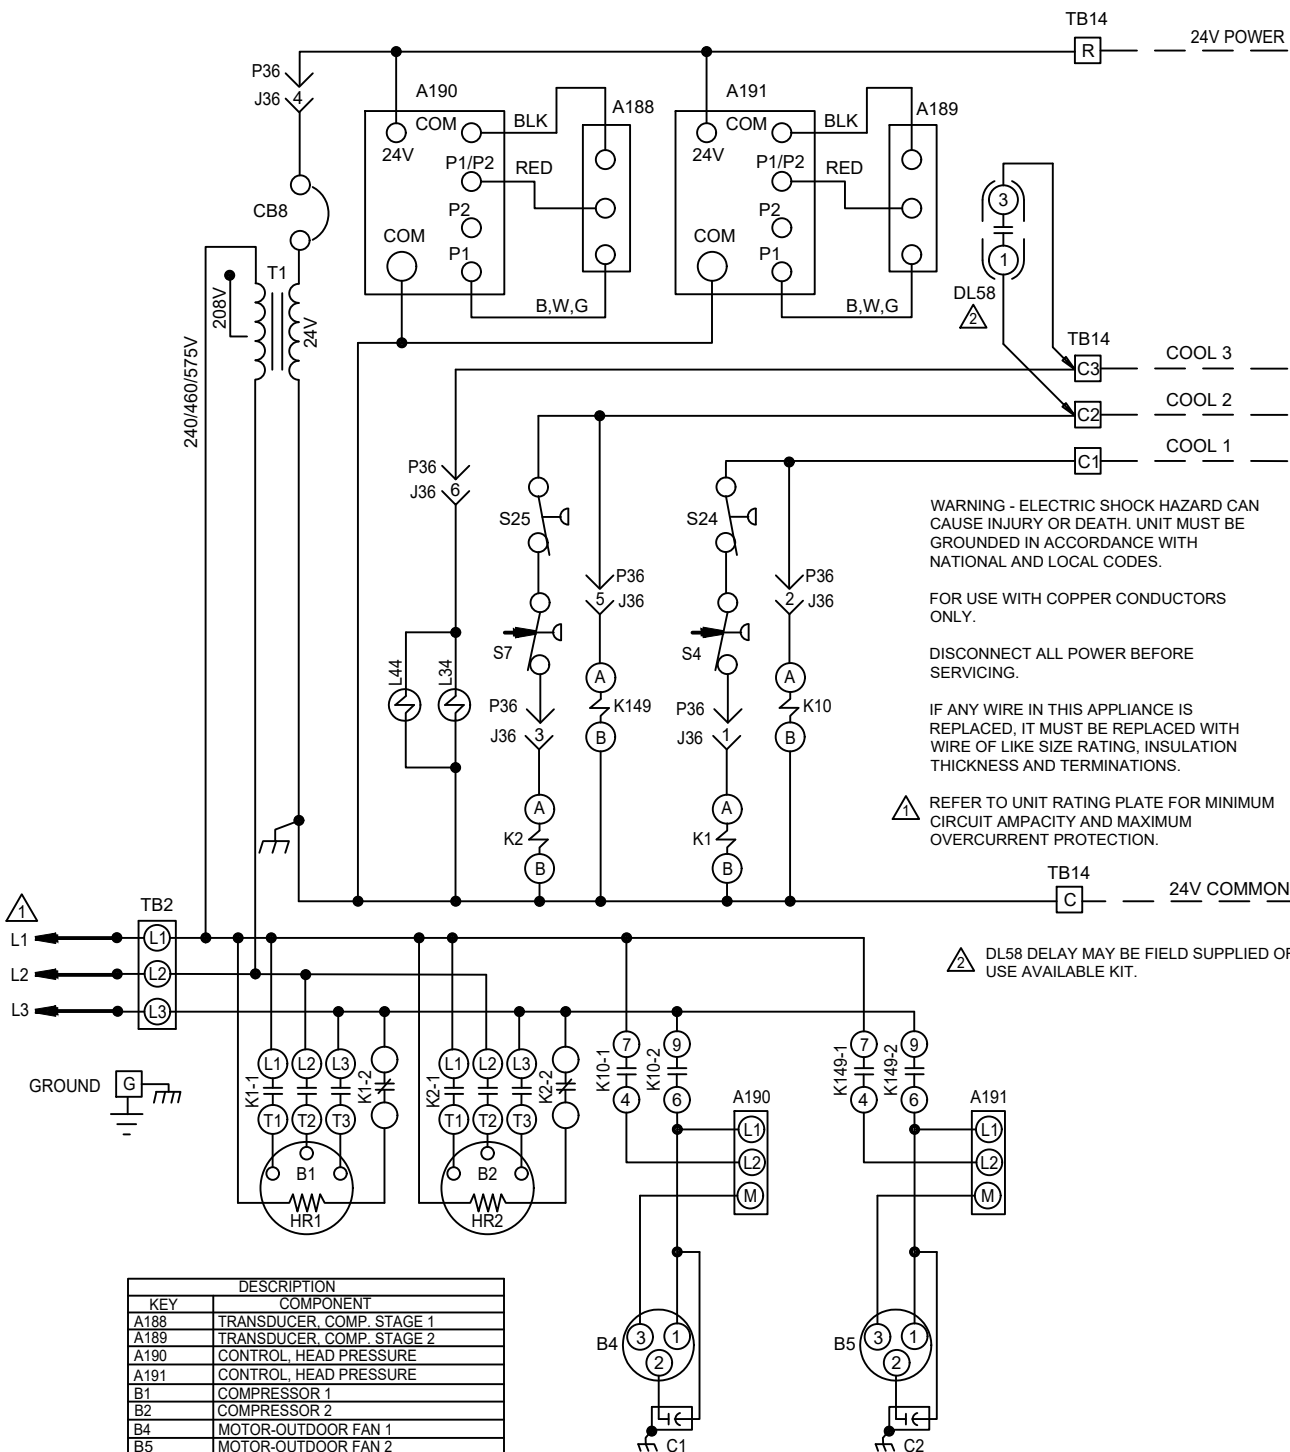 TB14
R
24V POWER
P36
J36 4
A190
A191
A188
A189
COM
BLK
COM
BLK
24V
24V
P1/P2
RED
P1/P2
RED
P2
P2
COM
P1
COM
P1
B,W,G
B,W,G
CB8
3
1
DL58
2
T1
208V
24V
240/460/575V
TB14
C3
COOL 3
C2
COOL 2
C1
COOL 1
P36
J36 6
S25
S24
P36
5 J36
P36
2 J36
S7
S4
L44
L34
P36
J36 3
A
K149
B
P36
J36 1
A
K10
B
A
K2
B
A
K1
B
WARNING - ELECTRIC SHOCK HAZARD CAN
CAUSE INJURY OR DEATH. UNIT MUST BE
GROUNDED IN ACCORDANCE WITH
NATIONAL AND LOCAL CODES.
FOR USE WITH COPPER CONDUCTORS
ONLY.
DISCONNECT ALL POWER BEFORE
SERVICING.
IF ANY WIRE IN THIS APPLIANCE IS
REPLACED, IT MUST BE REPLACED WITH
WIRE OF LIKE SIZE RATING, INSULATION
THICKNESS AND TERMINATIONS.
1 REFER TO UNIT RATING PLATE FOR MINIMUM
CIRCUIT AMPACITY AND MAXIMUM
OVERCURRENT PROTECTION.
TB14
C
24V COMMON
2 DL58 DELAY MAY BE FIELD SUPPLIED OR
USE AVAILABLE KIT.
1
TB2
L1 L1
L2 L2
L3 L3
GROUND G
L1 L2 L3
K1-1
K1-2
T1 T2 T3
B1
HR1
L1 L2 L3
K2-1
K2-2
T1 T2 T3
B2
HR2
7 9
K10-1
K10-2
4 6
A190
L1
L2
M
7 9
K149-1
K149-2
4 6
A191
L1
L2
M
B4
3 1
2
C1
B5
3 1
2
C2
DESCRIPTION
KEY COMPONENT
A188 TRANSDUCER, COMP. STAGE 1
A189 TRANSDUCER, COMP. STAGE 2
A190 CONTROL, HEAD PRESSURE
A191 CONTROL, HEAD PRESSURE
B1 COMPRESSOR 1
B2 COMPRESSOR 2
B4 MOTOR-OUTDOOR FAN 1
B5 MOTOR-OUTDOOR FAN 2